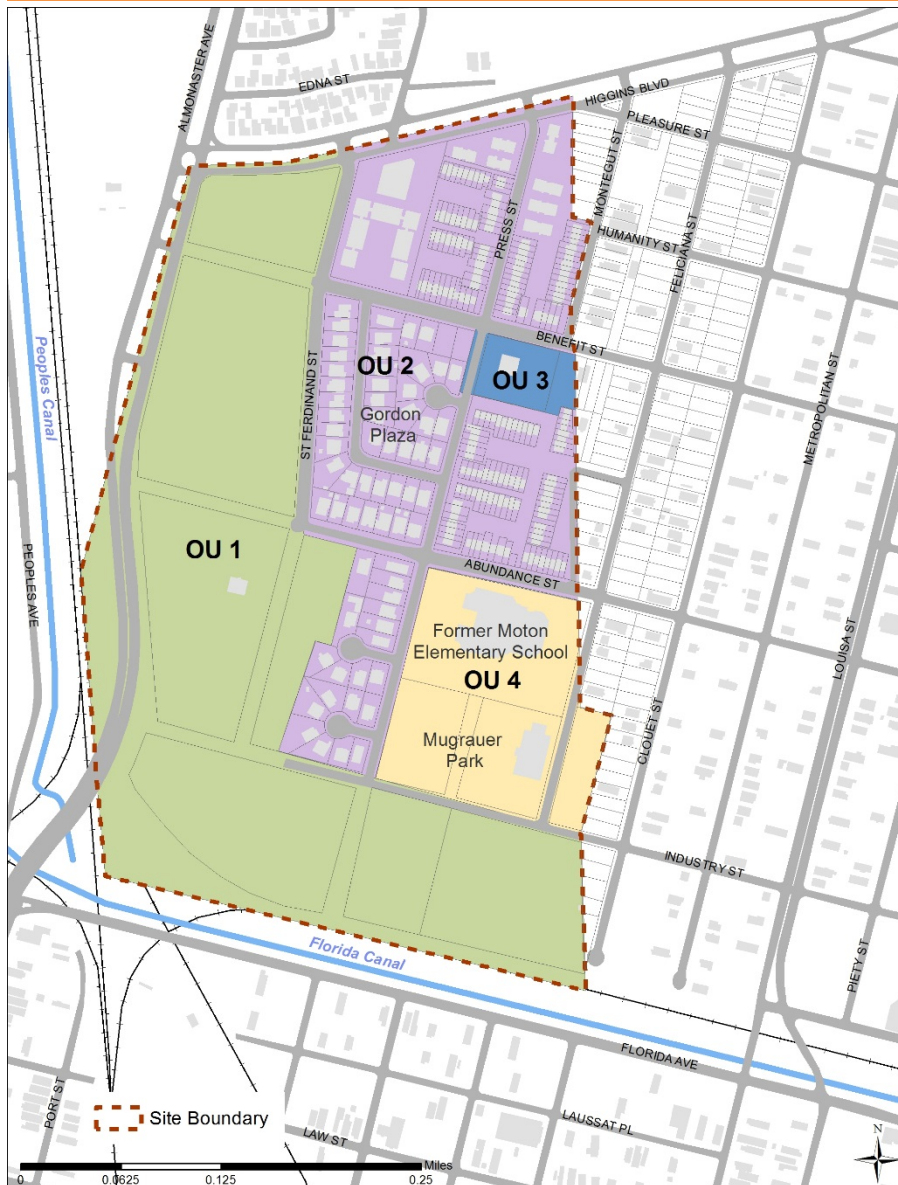 ALMONASTER AVE
EDNA ST
HIGGINS BLVD
PLEASURE ST
MONTEGUT ST
PRESS ST
HUMANITY ST
FELICIANA ST
BENEFIT ST
METROPOLITAN ST
ST FERDINAND ST
Peoples Canal
OU 2
OU 3
Gordon
Plaza
OU 1
PEOPLES AVE
ABUNDANCE ST
Former Moton
Elementary School
OU 4
LOUISA ST
Mugrauer
Park
CLOUET ST
INDUSTRY ST
Florida Canal
PIETY ST
FLORIDA AVE
PORT ST
Site Boundary
LAUSSAT PL
LAW ST
N
Miles
0 0.0625 0.125 0.25